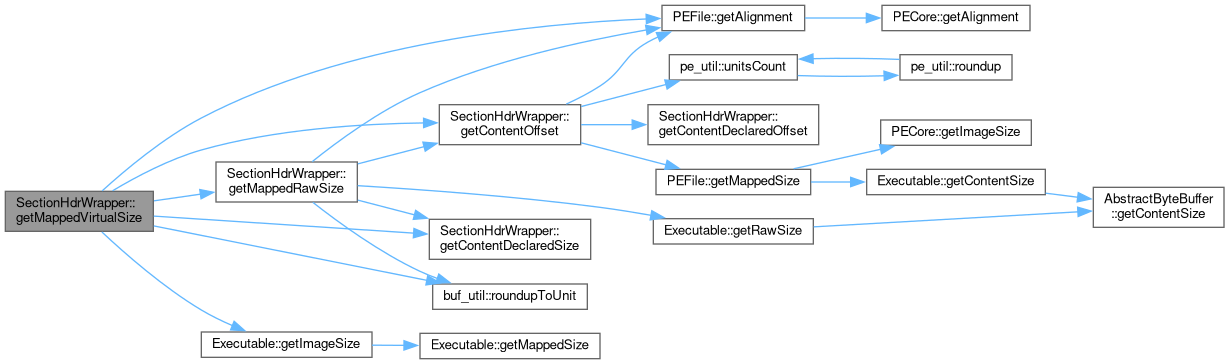 SectionHdrWrapper::
getMappedVirtualSize
PEFile::getAlignment
PECore::getAlignment
pe_util::unitsCount
pe_util::roundup
SectionHdrWrapper::
getContentOffset
SectionHdrWrapper::
getContentDeclaredOffset
PECore::getImageSize
SectionHdrWrapper::
getMappedRawSize
PEFile::getMappedSize
Executable::getContentSize
AbstractByteBuffer
::getContentSize
SectionHdrWrapper::
getContentDeclaredSize
Executable::getRawSize
buf_util::roundupToUnit
Executable::getImageSize
Executable::getMappedSize